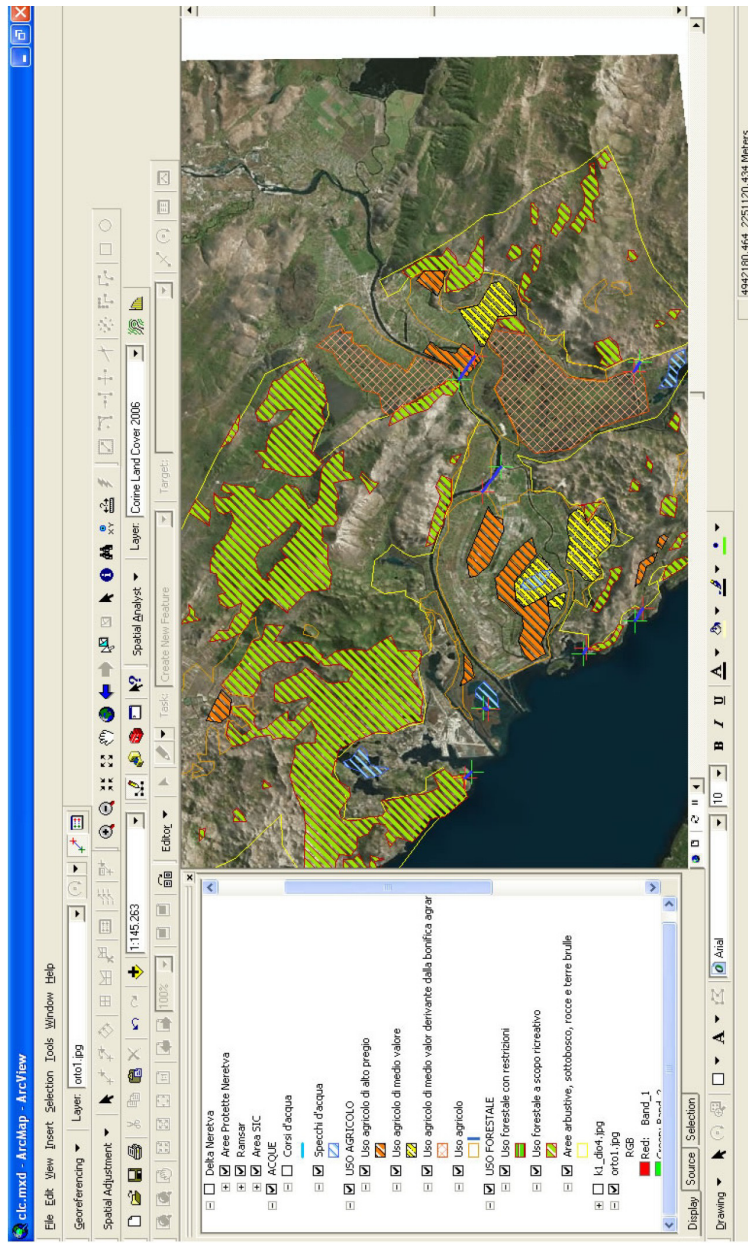 clc.mxd - ArcMap - ArcView
File Edit View Insert Selection Tools Window Help
Georeferencing Layer: orto1.jpg
Spatial Adjustment
1:145.263
Spatial Analyst Layer: Corine Land Cover 2006
100% Editor Task: Create New Feature Target:
Delta Neretva
Aree Protette Neretva
Ramsar
Area SIC
ACQUE
Corsi d'acqua
Specchi d'acqua
USO AGRICOLO
Uso agricolo di alto pregio
Uso agricolo di medio valore
Uso agricolo di medio valor derivante dalla bonifica agrar
Uso agricolo
USO FORESTALE
Uso forestale con restrizioni
Uso forestale a scopo ricreativo
Aree arbustive, sottobosco, rocce e terre brulle
k1_dio4.jpg
orto1.jpg
RGB
Red: Band_1
Green: Band_2
Display Source Selection
Drawing A Arial 10 B I U A
4942180,464 2251120,434 Meters